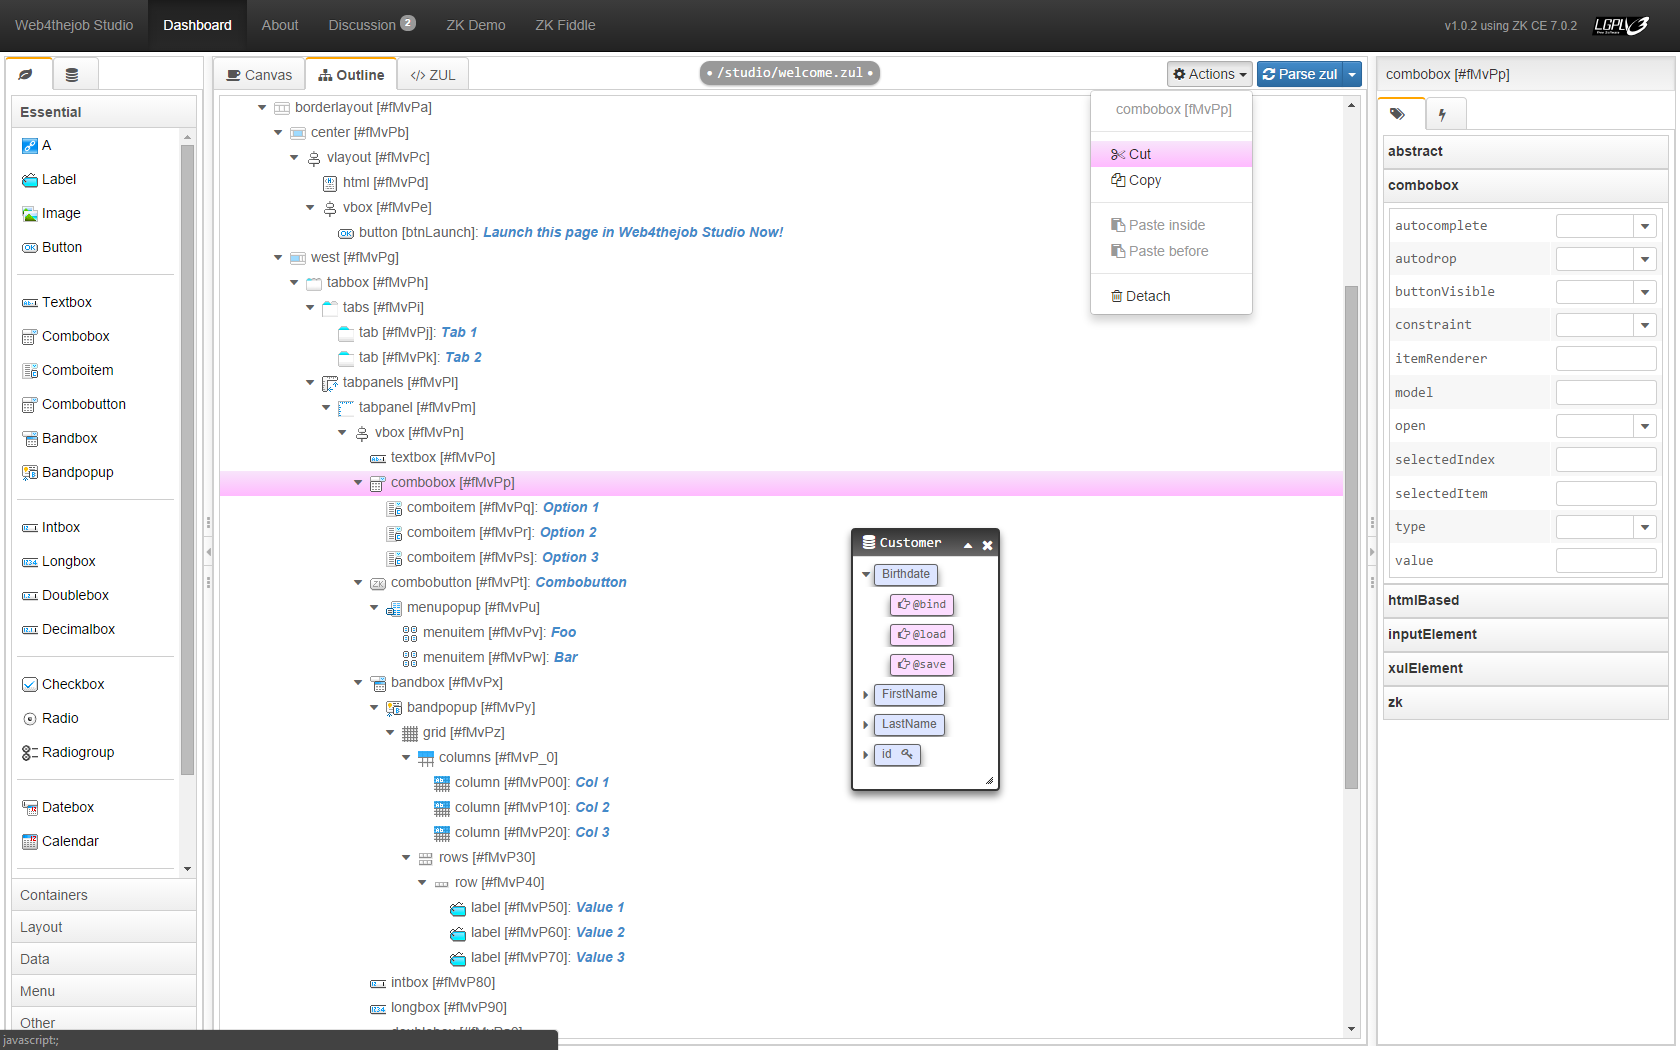 Web4thejob Studio
Dashboard
About
Discussion 2
ZK Demo
ZK Fiddle
v1.0.2 using ZK CE 7.0.2
LGPLv3
Essential
A
Label
Image
Button
Textbox
Combobox
Comboitem
Combobutton
Bandbox
Bandpopup
Intbox
Longbox
Doublebox
Decimalbox
Checkbox
Radio
Radiogroup
Datebox
Calendar
Containers
Layout
Data
Menu
Other
javascript:;
Canvas
Outline
</> ZUL
• /studio/welcome.zul •
Actions
Parse zul
borderlayout [#fMvPa]
center [#fMvPb]
vlayout [#fMvPc]
html [#fMvPd]
vbox [#fMvPe]
button [btnLaunch]: Launch this page in Web4thejob Studio Now!
west [#fMvPg]
tabbox [#fMvPh]
tabs [#fMvPi]
tab [#fMvPj]: Tab 1
tab [#fMvPk]: Tab 2
tabpanels [#fMvPl]
tabpanel [#fMvPm]
vbox [#fMvPn]
textbox [#fMvPo]
combobox [#fMvPp]
comboitem [#fMvPq]: Option 1
comboitem [#fMvPr]: Option 2
comboitem [#fMvPs]: Option 3
combobutton [#fMvPt]: Combobutton
menupopup [#fMvPu]
menuitem [#fMvPv]: Foo
menuitem [#fMvPw]: Bar
bandbox [#fMvPx]
bandpopup [#fMvPy]
grid [#fMvPz]
columns [#fMvP_0]
column [#fMvP00]: Col 1
column [#fMvP10]: Col 2
column [#fMvP20]: Col 3
rows [#fMvP30]
row [#fMvP40]
label [#fMvP50]: Value 1
label [#fMvP60]: Value 2
label [#fMvP70]: Value 3
intbox [#fMvP80]
longbox [#fMvP90]
combobox [fMvPp]
Cut
Copy
Paste inside
Paste before
Detach
Customer
Birthdate
@bind
@load
@save
FirstName
LastName
id
combobox [#fMvPp]
abstract
combobox
autocomplete
autodrop
buttonVisible
constraint
itemRenderer
model
open
selectedIndex
selectedItem
type
value
htmlBased
inputElement
xulElement
zk